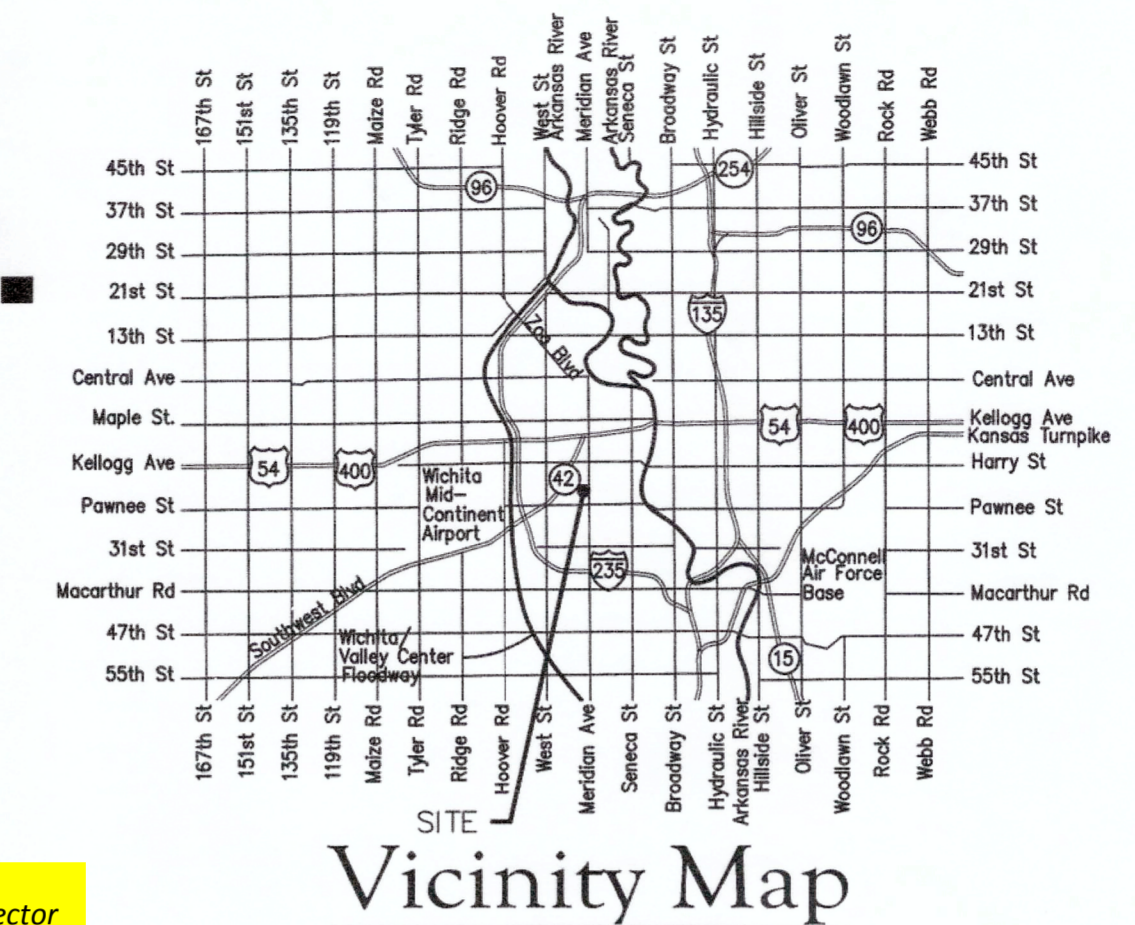 167th St
151st St
135th St
119th St
Maize Rd
Tyler Rd
Ridge Rd
Hoover Rd
West St
Arkansas River
Meridian Ave
Arkansas River
Seneca St
Broadway St
Hydraulic St
Hillside St
Oliver St
Woodlawn St
Rock Rd
Webb Rd
45th St
254
45th St
96
37th St
37th St
96
29th St
29th St
21st St
21st St
135
13th St
Zoo Blvd
13th St
Central Ave
Central Ave
Maple St.
54
400
Kellogg Ave
Kansas Turnpike
Kellogg Ave
54
400
Harry St
Wichita
Mid-
Continent
Airport
42
Pawnee St
Pawnee St
31st St
31st St
McConnell
Air Force
Base
235
Macarthur Rd
Macarthur Rd
Southwest Blvd
47th St
Wichita/
Valley Center
Floodway
47th St
15
55th St
55th St
167th St
151st St
135th St
119th St
Maize Rd
Tyler Rd
Ridge Rd
Hoover Rd
West St
Meridian Ave
Seneca St
Broadway St
Hydraulic St
Arkansas River
Hillside St
Oliver St
Woodlawn St
Rock Rd
Webb Rd
SITE
Vicinity Map
ector